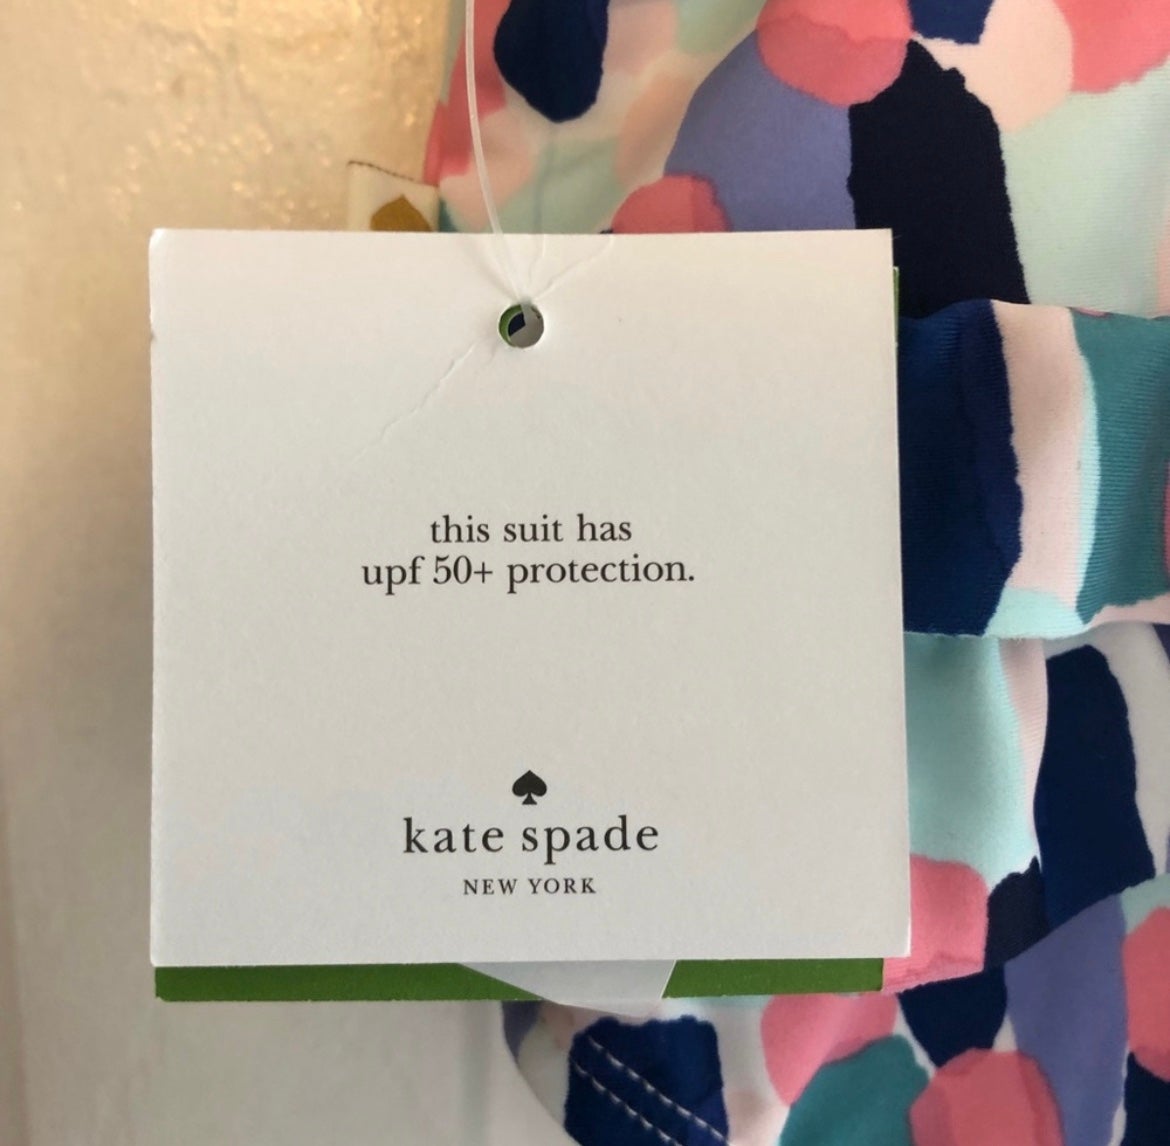 this suit has
upf 50+ protection.
kate spade
NEW YORK